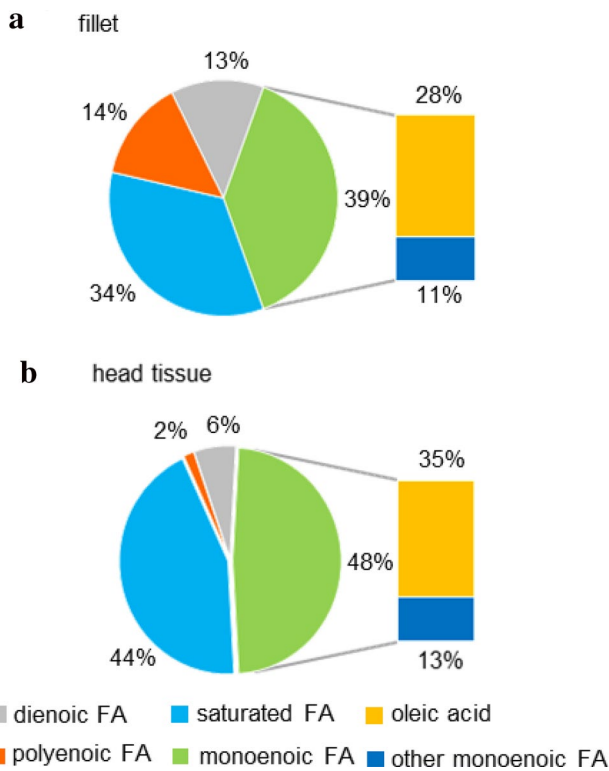 a fillet
13%
28%
14%
39%
34%
11%
b head tissue
2% 6%
35%
48%
44%
13%
dienoic FA saturated FA oleic acid
polyenoic FA monoenoic FA other monoenoic FA